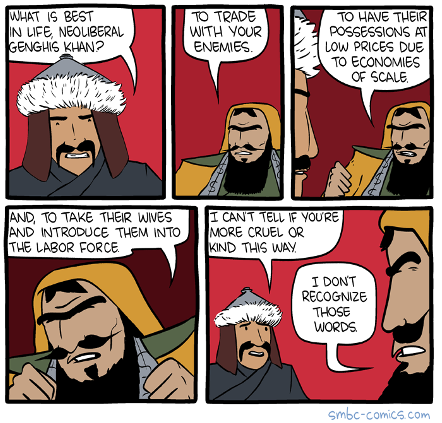 WHAT IS BEST
IN LIFE, NEOLIBERAL
GENGHIS KHAN?
TO TRADE
WITH YOUR
ENEMIES.
TO HAVE THEIR
POSSESSIONS AT
LOW PRICES DUE
TO ECONOMIES
OF SCALE.
AND, TO TAKE THEIR WIVES
AND INTRODUCE THEM INTO
THE LABOR FORCE.
I CAN'T TELL IF YOU'RE
MORE CRUEL OR
KIND THIS WAY.
I DON'T
RECOGNIZE
THOSE
WORDS.
smbc-comics.com